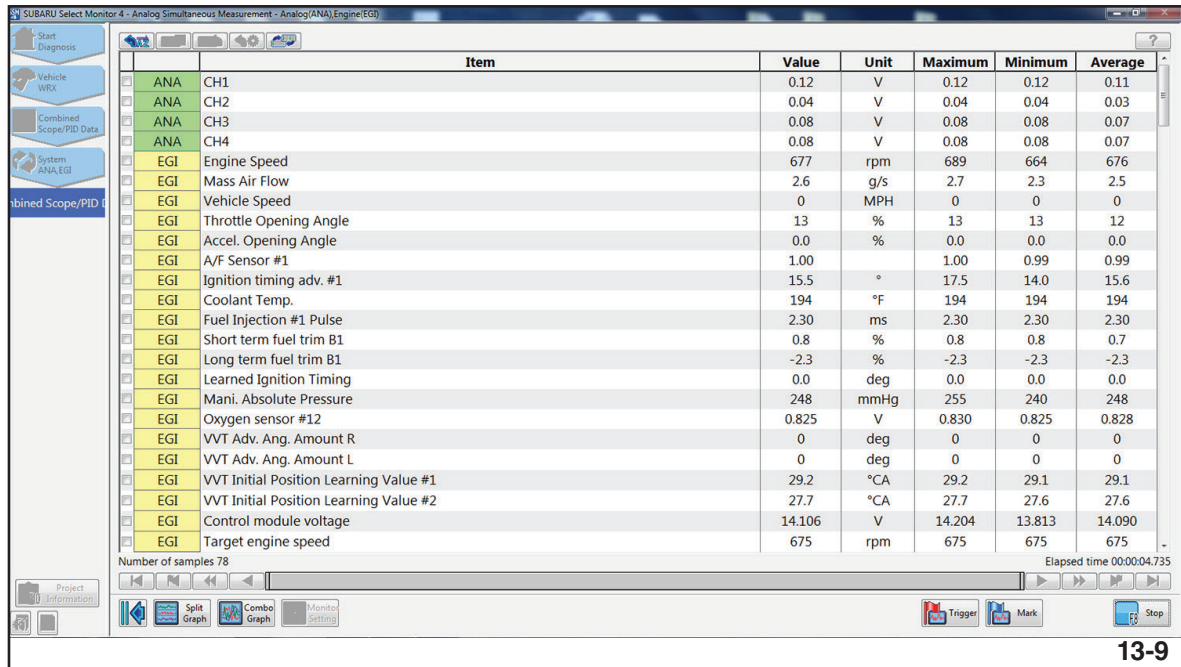 SUBARU Select Monitor 4 - Analog Simultaneous Measurement - Analog(ANA),Engine(EGI)
Start
Diagnosis
Vehicle
WRX
Combined
Scope/PID Data
System
ANA,EGI
nbined Scope/PID D
?
Item Value Unit Maximum Minimum Average
ANA CH1 0.12 V 0.12 0.12 0.11
ANA CH2 0.04 V 0.04 0.04 0.03
ANA CH3 0.08 V 0.08 0.08 0.07
ANA CH4 0.08 V 0.08 0.08 0.07
EGI Engine Speed 677 rpm 689 664 676
EGI Mass Air Flow 2.6 g/s 2.7 2.3 2.5
EGI Vehicle Speed 0 MPH 0 0 0
EGI Throttle Opening Angle 13 % 13 13 12
EGI Accel. Opening Angle 0.0 % 0.0 0.0 0.0
EGI A/F Sensor #1 1.00 1.00 0.99 0.99
EGI Ignition timing adv. #1 15.5 ° 17.5 14.0 15.6
EGI Coolant Temp. 194 °F 194 194 194
EGI Fuel Injection #1 Pulse 2.30 ms 2.30 2.30 2.30
EGI Short term fuel trim B1 0.8 % 0.8 0.8 0.7
EGI Long term fuel trim B1 -2.3 % -2.3 -2.3 -2.3
EGI Learned Ignition Timing 0.0 deg 0.0 0.0 0.0
EGI Mani. Absolute Pressure 248 mmHg 255 240 248
EGI Oxygen sensor #12 0.825 V 0.830 0.825 0.828
EGI VVT Adv. Ang. Amount R 0 deg 0 0 0
EGI VVT Adv. Ang. Amount L 0 deg 0 0 0
EGI VVT Initial Position Learning Value #1 29.2 °CA 29.2 29.1 29.1
EGI VVT Initial Position Learning Value #2 27.7 °CA 27.7 27.6 27.6
EGI Control module voltage 14.106 V 14.204 13.813 14.090
EGI Target engine speed 675 rpm 675 675 675
Number of samples 78 Elapsed time 00:00:04.735
Project
Information
Split
Graph
Combo
Graph
Monitor
Setting
Trigger
Mark
F8 Stop
13-9